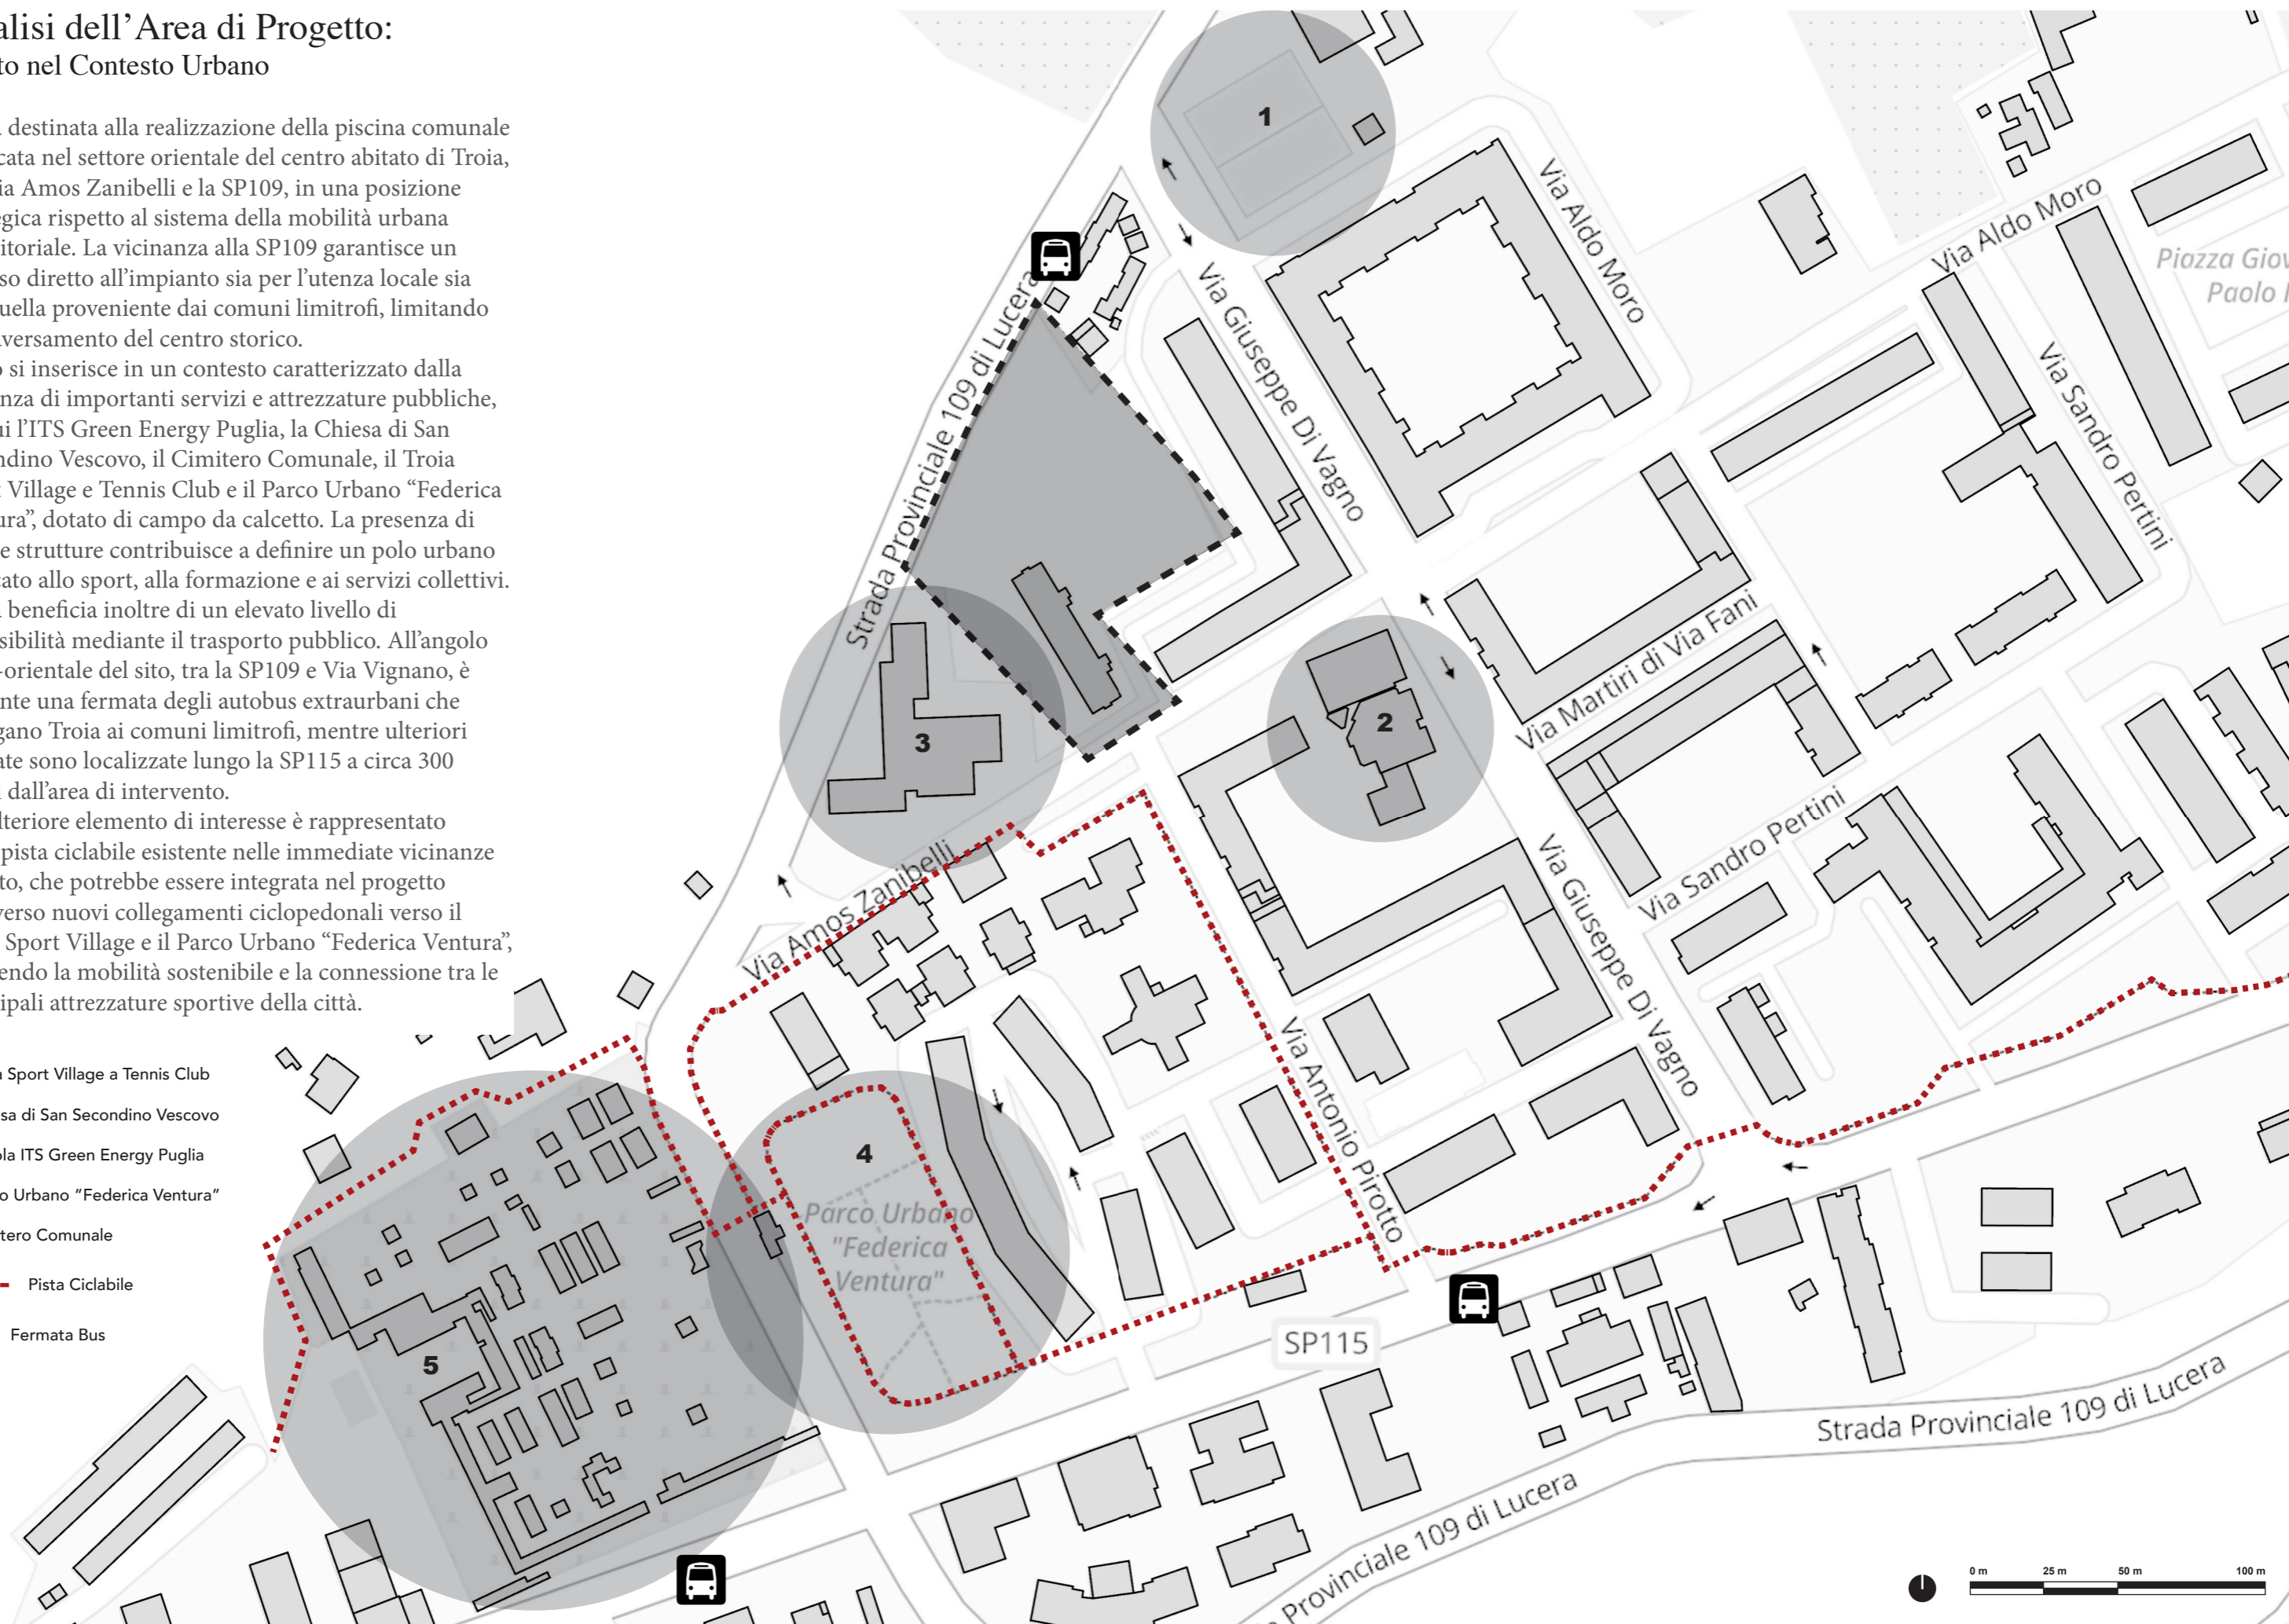 alisi dell’Area di Progetto:
to nel Contesto Urbano
a destinata alla realizzazione della piscina comunale
cata nel settore orientale del centro abitato di Troia,
ia Amos Zanibelli e la SP109, in una posizione
egica rispetto al sistema della mobilità urbana
ritoriale. La vicinanza alla SP109 garantisce un
so diretto all’impianto sia per l’utenza locale sia
uella proveniente dai comuni limitrofi, limitando
aversamento del centro storico.
o si inserisce in un contesto caratterizzato dalla
nza di importanti servizi e attrezzature pubbliche,
ui l’ITS Green Energy Puglia, la Chiesa di San
ndino Vescovo, il Cimitero Comunale, il Troia
t Village e Tennis Club e il Parco Urbano “Federica
ura”, dotato di campo da calcetto. La presenza di
e strutture contribuisce a definire un polo urbano
cato allo sport, alla formazione e ai servizi collettivi.
a beneficia inoltre di un elevato livello di
sibilità mediante il trasporto pubblico. All’angolo
-orientale del sito, tra la SP109 e Via Vignano, è
nte una fermata degli autobus extraurbani che
gano Troia ai comuni limitrofi, mentre ulteriori
ate sono localizzate lungo la SP115 a circa 300
i dall’area di intervento.
lteriore elemento di interesse è rappresentato
pista ciclabile esistente nelle immediate vicinanze
to, che potrebbe essere integrata nel progetto
verso nuovi collegamenti ciclopedonali verso il
Sport Village e il Parco Urbano “Federica Ventura”,
endo la mobilità sostenibile e la connessione tra le
ipali attrezzature sportive della città.
a Sport Village a Tennis Club
sa di San Secondino Vescovo
ola ITS Green Energy Puglia
o Urbano “Federica Ventura”
tero Comunale
Pista Ciclabile
Fermata Bus
1
Via Aldo Moro
Via Aldo Moro
Piazza Giov
Paolo I
Strada Provinciale 109 di Lucera
Via Giuseppe Di Vagno
Via Sandro Pertini
Via Martiri di Via Fani
2
3
Via Amos Zanibelli
Via Sandro Pertini
Via Giuseppe Di Vagno
Via Antonio Pirotto
4
Parco Urbano
"Federica
Ventura"
5
SP115
Strada Provinciale 109 di Lucera
Provinciale 109 di Lucera
0 m
25 m
50 m
100 m